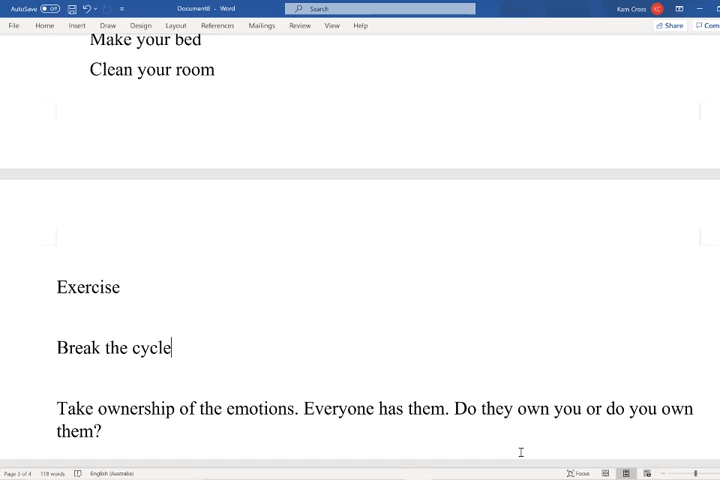 AutoSave Off Document8 - Word Search Kam Cross KC
File Home Insert Draw Design Layout References Mailings Review View Help Share Com
Make your bed
Clean your room
Exercise
Break the cycle
Take ownership of the emotions. Everyone has them. Do they own you or do you own
them?
Page 3 of 4 118 words English (Australia) Focus